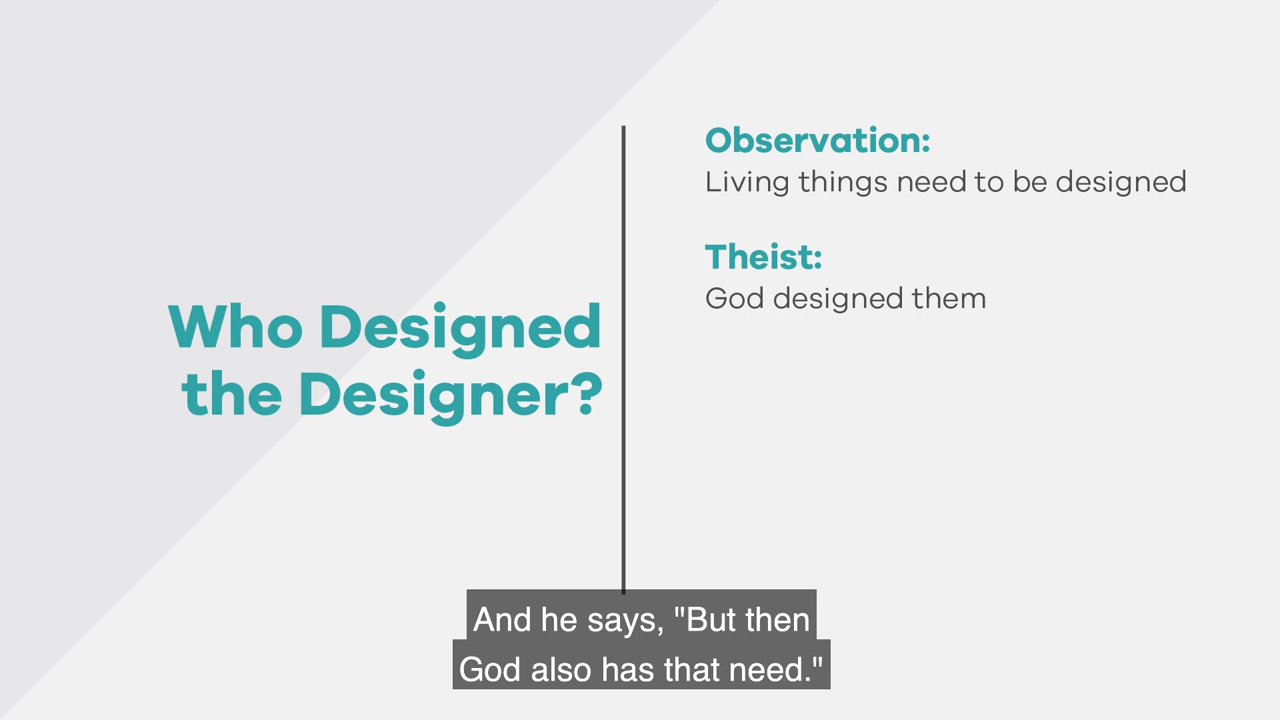 Who Designed
the Designer?
Observation:
Living things need to be designed
Theist:
God designed them
And he says, "But then
God also has that need."